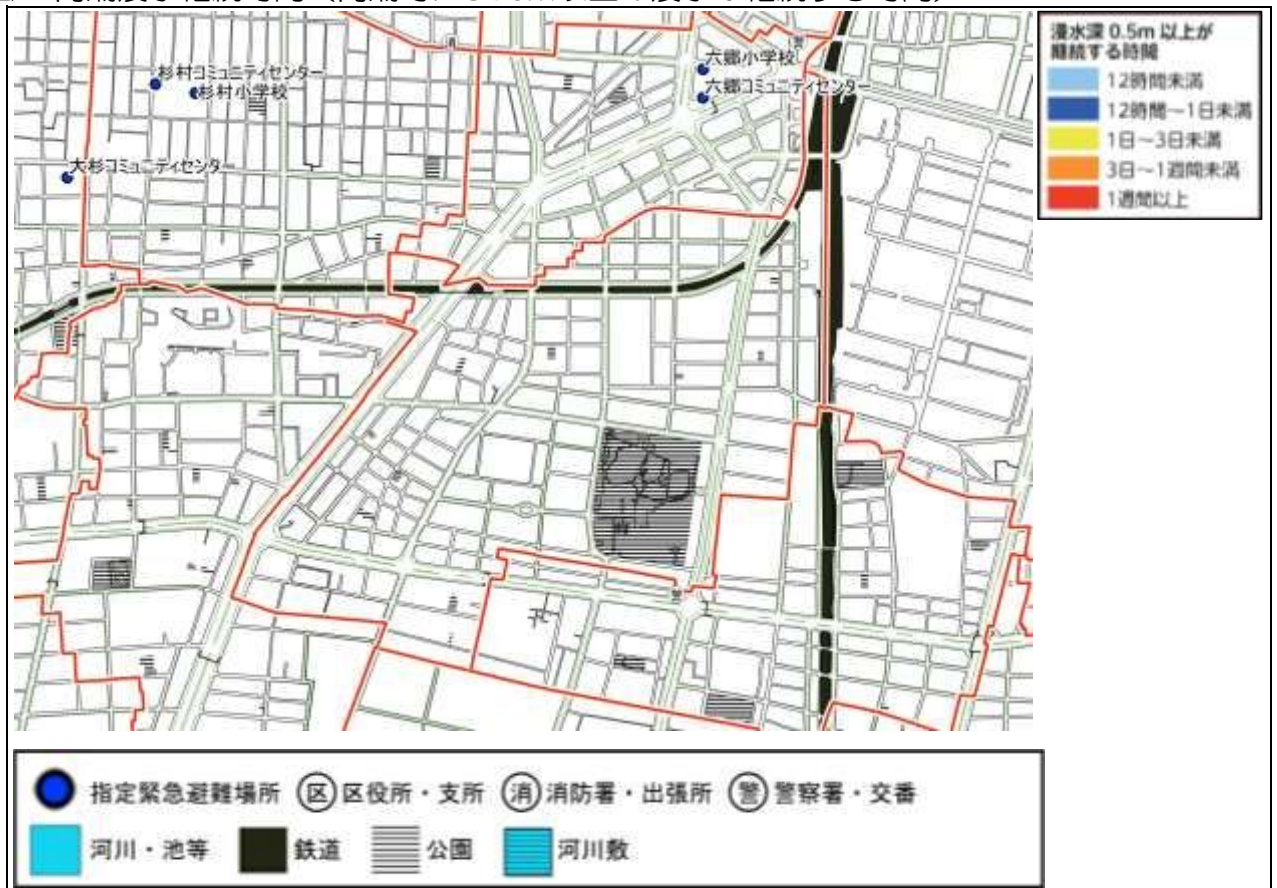 杉村コミュニティセンター
杉村小学校
大杉コミュニティセンター
六郷小学校
六郷コミュニティセンター
浸水深 0.5m 以上が
継続する時間
12時間未満
12時間〜1日未満
1日〜3日未満
3日〜1週間未満
1週間以上
指定緊急避難場所 区 区役所・支所 消 消防署・出張所 警 警察署・交番
河川・池等 鉄道 公園 河川敷